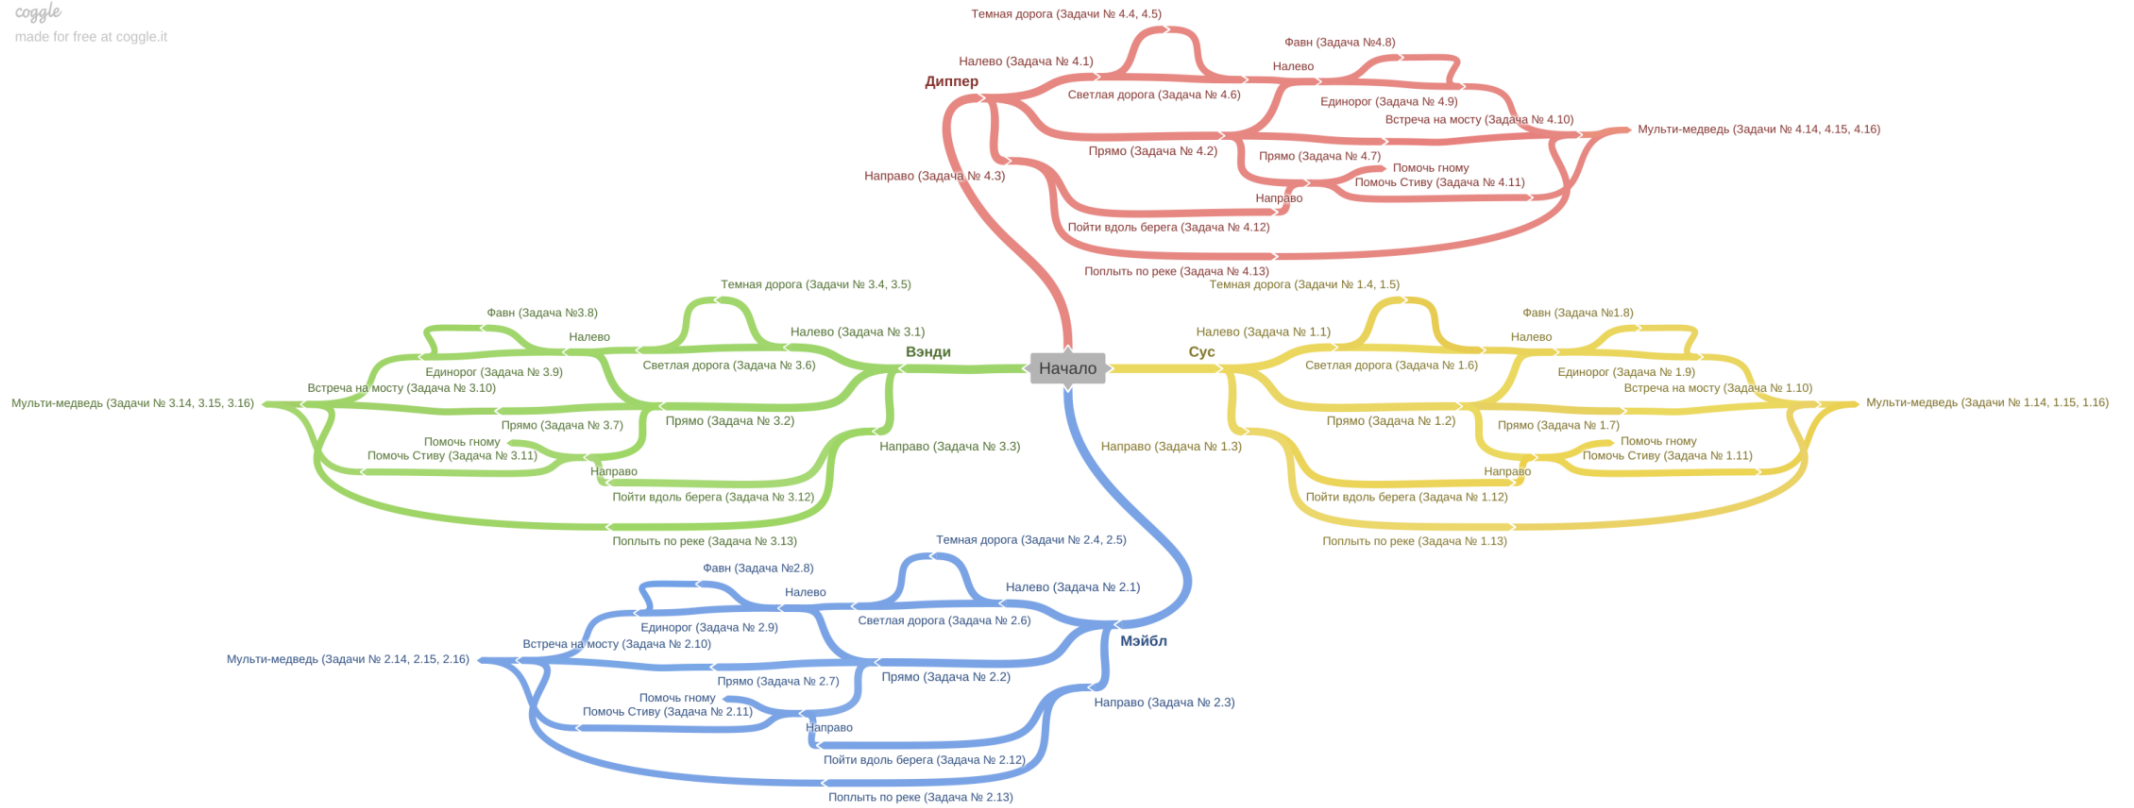 coggle
made for free at coggle.it
Темная дорога (Задачи № 4.4, 4.5)
Фавн (Задача №4.8)
Налево (Задача № 4.1)
Налево
Диппер
Светлая дорога (Задача № 4.6)
Единорог (Задача № 4.9)
Встреча на мосту (Задача № 4.10)
Мульти-медведь (Задачи № 4.14, 4.15, 4.16)
Прямо (Задача № 4.2)
Прямо (Задача № 4.7)
Помочь гному
Направо (Задача № 4.3)
Помочь Стиву (Задача № 4.11)
Направо
Пойти вдоль берега (Задача № 4.12)
Поплыть по реке (Задача № 4.13)
Темная дорога (Задачи № 3.4, 3.5)
Фавн (Задача №3.8)
Налево (Задача № 3.1)
Налево
Вэнди
Светлая дорога (Задача № 3.6)
Единорог (Задача № 3.9)
Встреча на мосту (Задача № 3.10)
Мульти-медведь (Задачи № 3.14, 3.15, 3.16)
Прямо (Задача № 3.2)
Прямо (Задача № 3.7)
Помочь гному
Направо (Задача № 3.3)
Помочь Стиву (Задача № 3.11)
Направо
Пойти вдоль берега (Задача № 3.12)
Поплыть по реке (Задача № 3.13)
Начало
Темная дорога (Задачи № 1.4, 1.5)
Фавн (Задача №1.8)
Налево (Задача № 1.1)
Налево
Сус
Светлая дорога (Задача № 1.6)
Единорог (Задача № 1.9)
Встреча на мосту (Задача № 1.10)
Мульти-медведь (Задачи № 1.14, 1.15, 1.16)
Прямо (Задача № 1.2)
Прямо (Задача № 1.7)
Помочь гному
Направо (Задача № 1.3)
Помочь Стиву (Задача № 1.11)
Направо
Пойти вдоль берега (Задача № 1.12)
Поплыть по реке (Задача № 1.13)
Темная дорога (Задачи № 2.4, 2.5)
Фавн (Задача №2.8)
Налево (Задача № 2.1)
Налево
Светлая дорога (Задача № 2.6)
Единорог (Задача № 2.9)
Мэйбл
Встреча на мосту (Задача № 2.10)
Мульти-медведь (Задачи № 2.14, 2.15, 2.16)
Прямо (Задача № 2.2)
Прямо (Задача № 2.7)
Помочь гному
Направо (Задача № 2.3)
Помочь Стиву (Задача № 2.11)
Направо
Пойти вдоль берега (Задача № 2.12)
Поплыть по реке (Задача № 2.13)